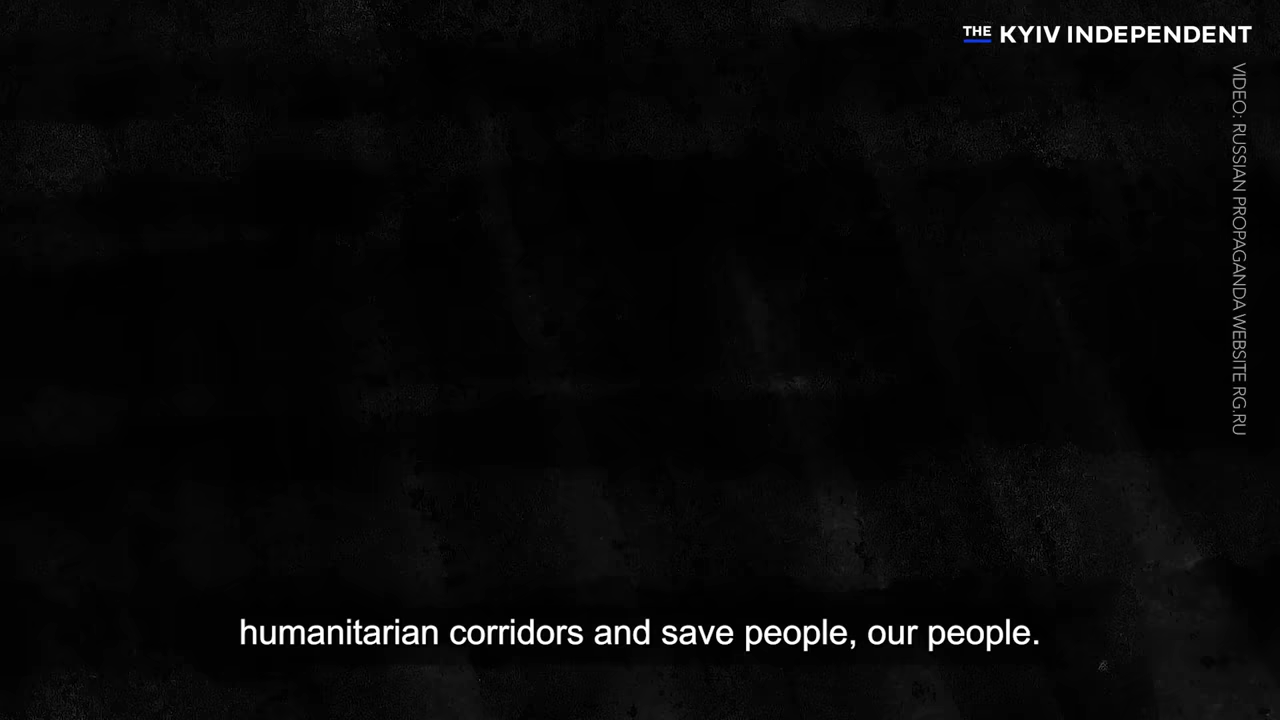 THE KYIV INDEPENDENT
VIDEO: RUSSIAN PROPAGANDA WEBSITE RG.RU
humanitarian corridors and save people, our people.